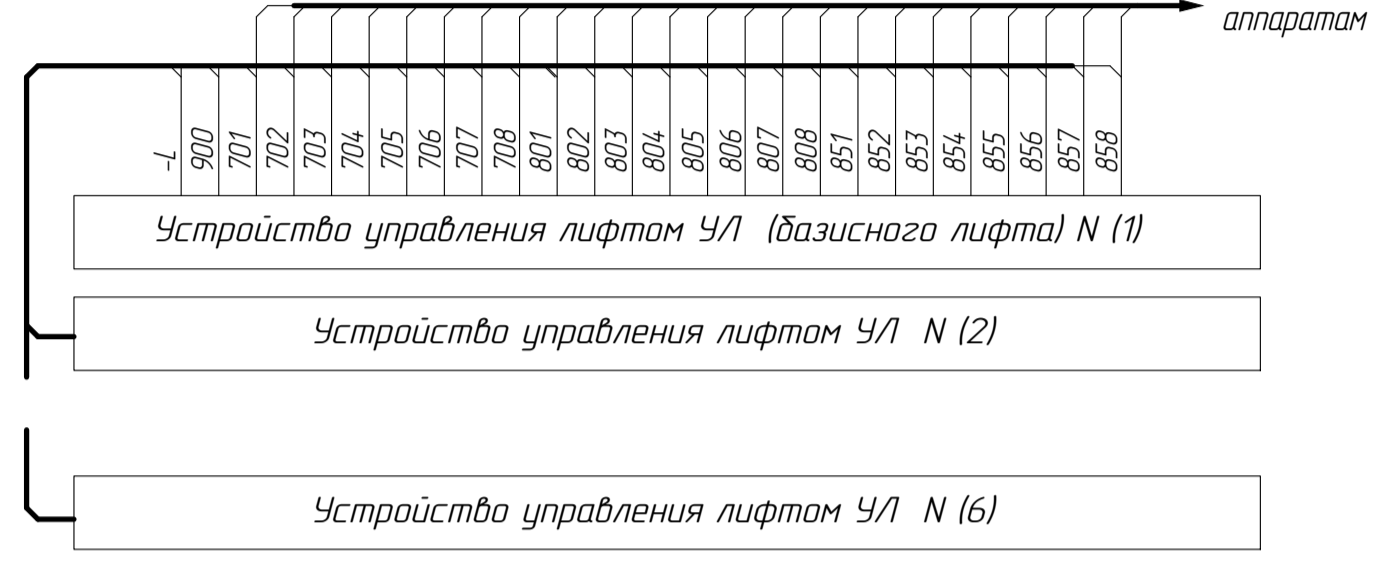 аппаратам
-L 900 701 702 703 704 705 706 707 708 801 802 803 804 805 806 807 808 851 852 853 854 855 856 857 858
Устройство управления лифтом УЛ (базисного лифта) N (1)
Устройство управления лифтом УЛ N (2)
Устройство управления лифтом УЛ N (6)